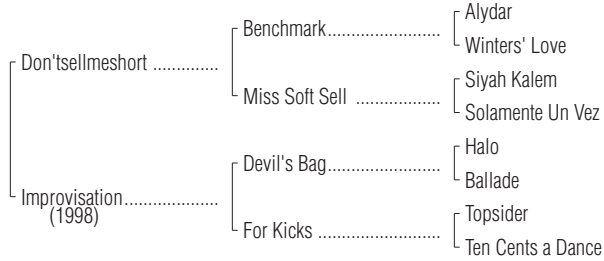 Alydar
Benchmark.....................
Winters' Love
Don'tsellmeshort ..............
Siyah Kalem
Miss Soft Sell ..................
Solamente Un Vez
Halo
Devil's Bag.....................
Ballade
Improvisation....................
(1998)
Topsider
For Kicks ........................
Ten Cents a Dance